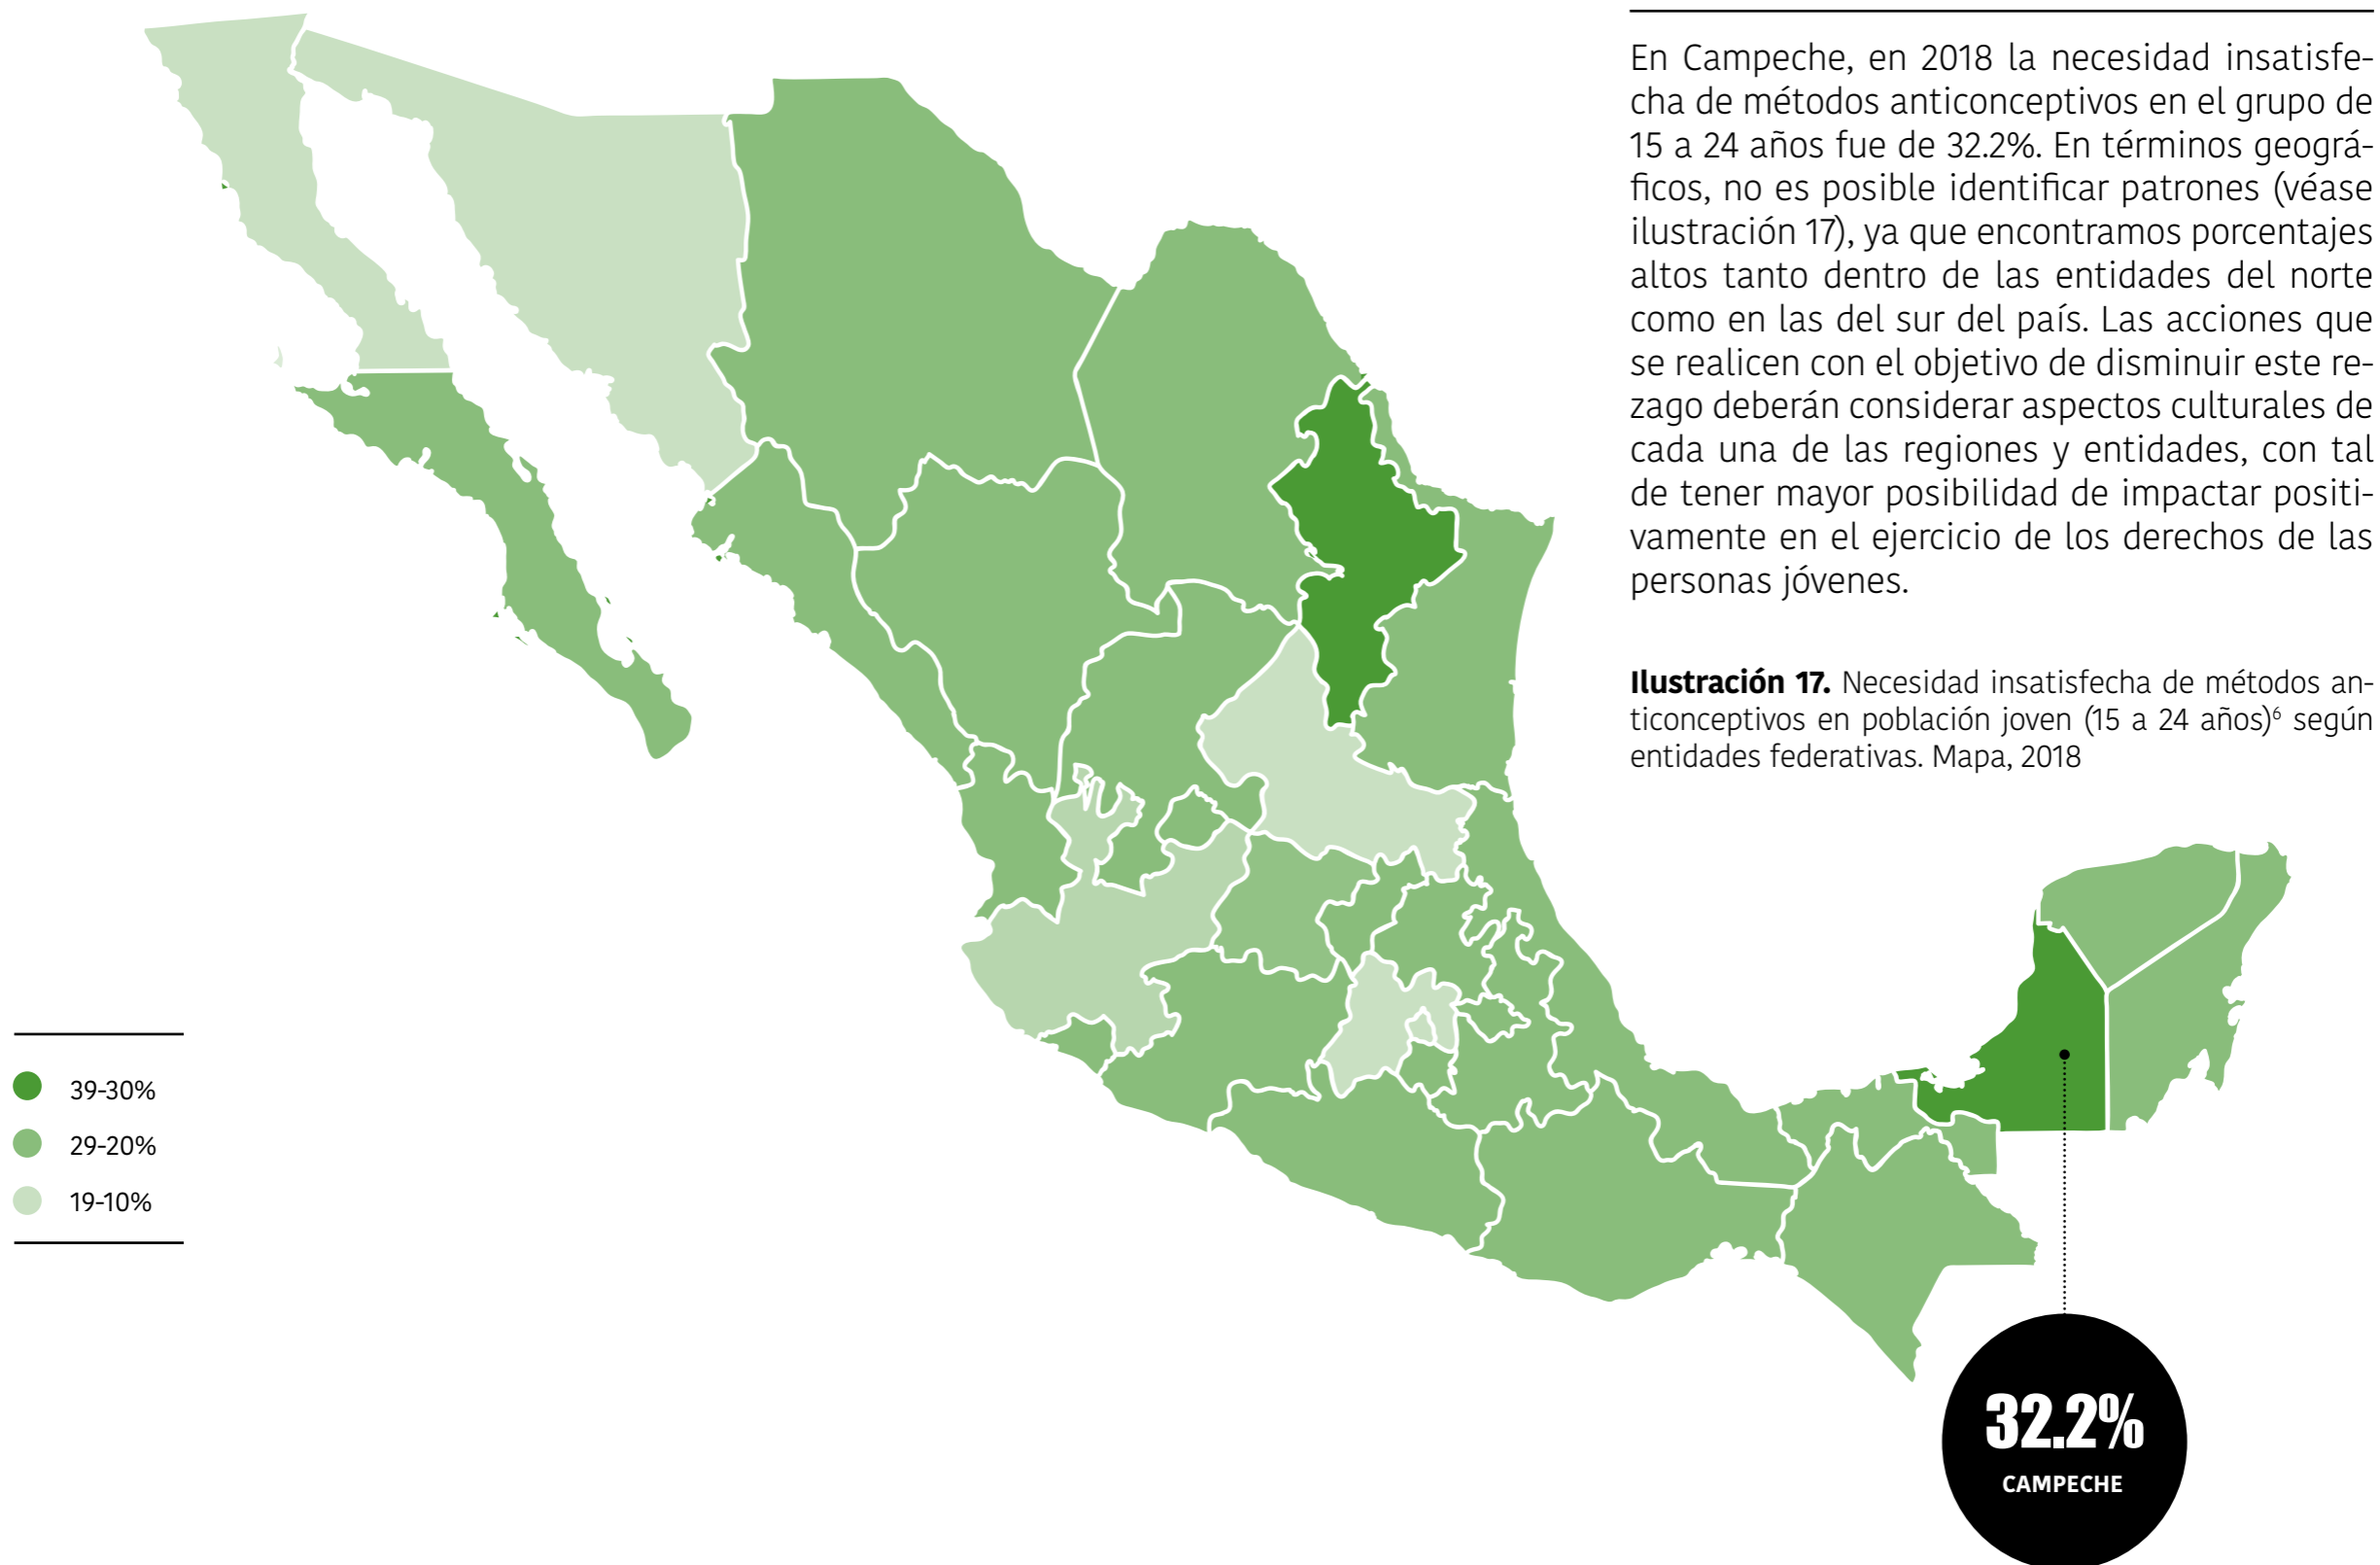 En Campeche, en 2018 la necesidad insatisfe-
cha de métodos anticonceptivos en el grupo de
15 a 24 años fue de 32.2%. En términos geográ-
ficos, no es posible identificar patrones (véase
ilustración 17), ya que encontramos porcentajes
altos tanto dentro de las entidades del norte
como en las del sur del país. Las acciones que
se realicen con el objetivo de disminuir este re-
zago deberán considerar aspectos culturales de
cada una de las regiones y entidades, con tal
de tener mayor posibilidad de impactar positi-
vamente en el ejercicio de los derechos de las
personas jóvenes.
Ilustración 17. Necesidad insatisfecha de métodos an-
ticonceptivos en población joven (15 a 24 años)⁶ según
entidades federativas. Mapa, 2018
39-30%
29-20%
19-10%
32.2%
CAMPECHE